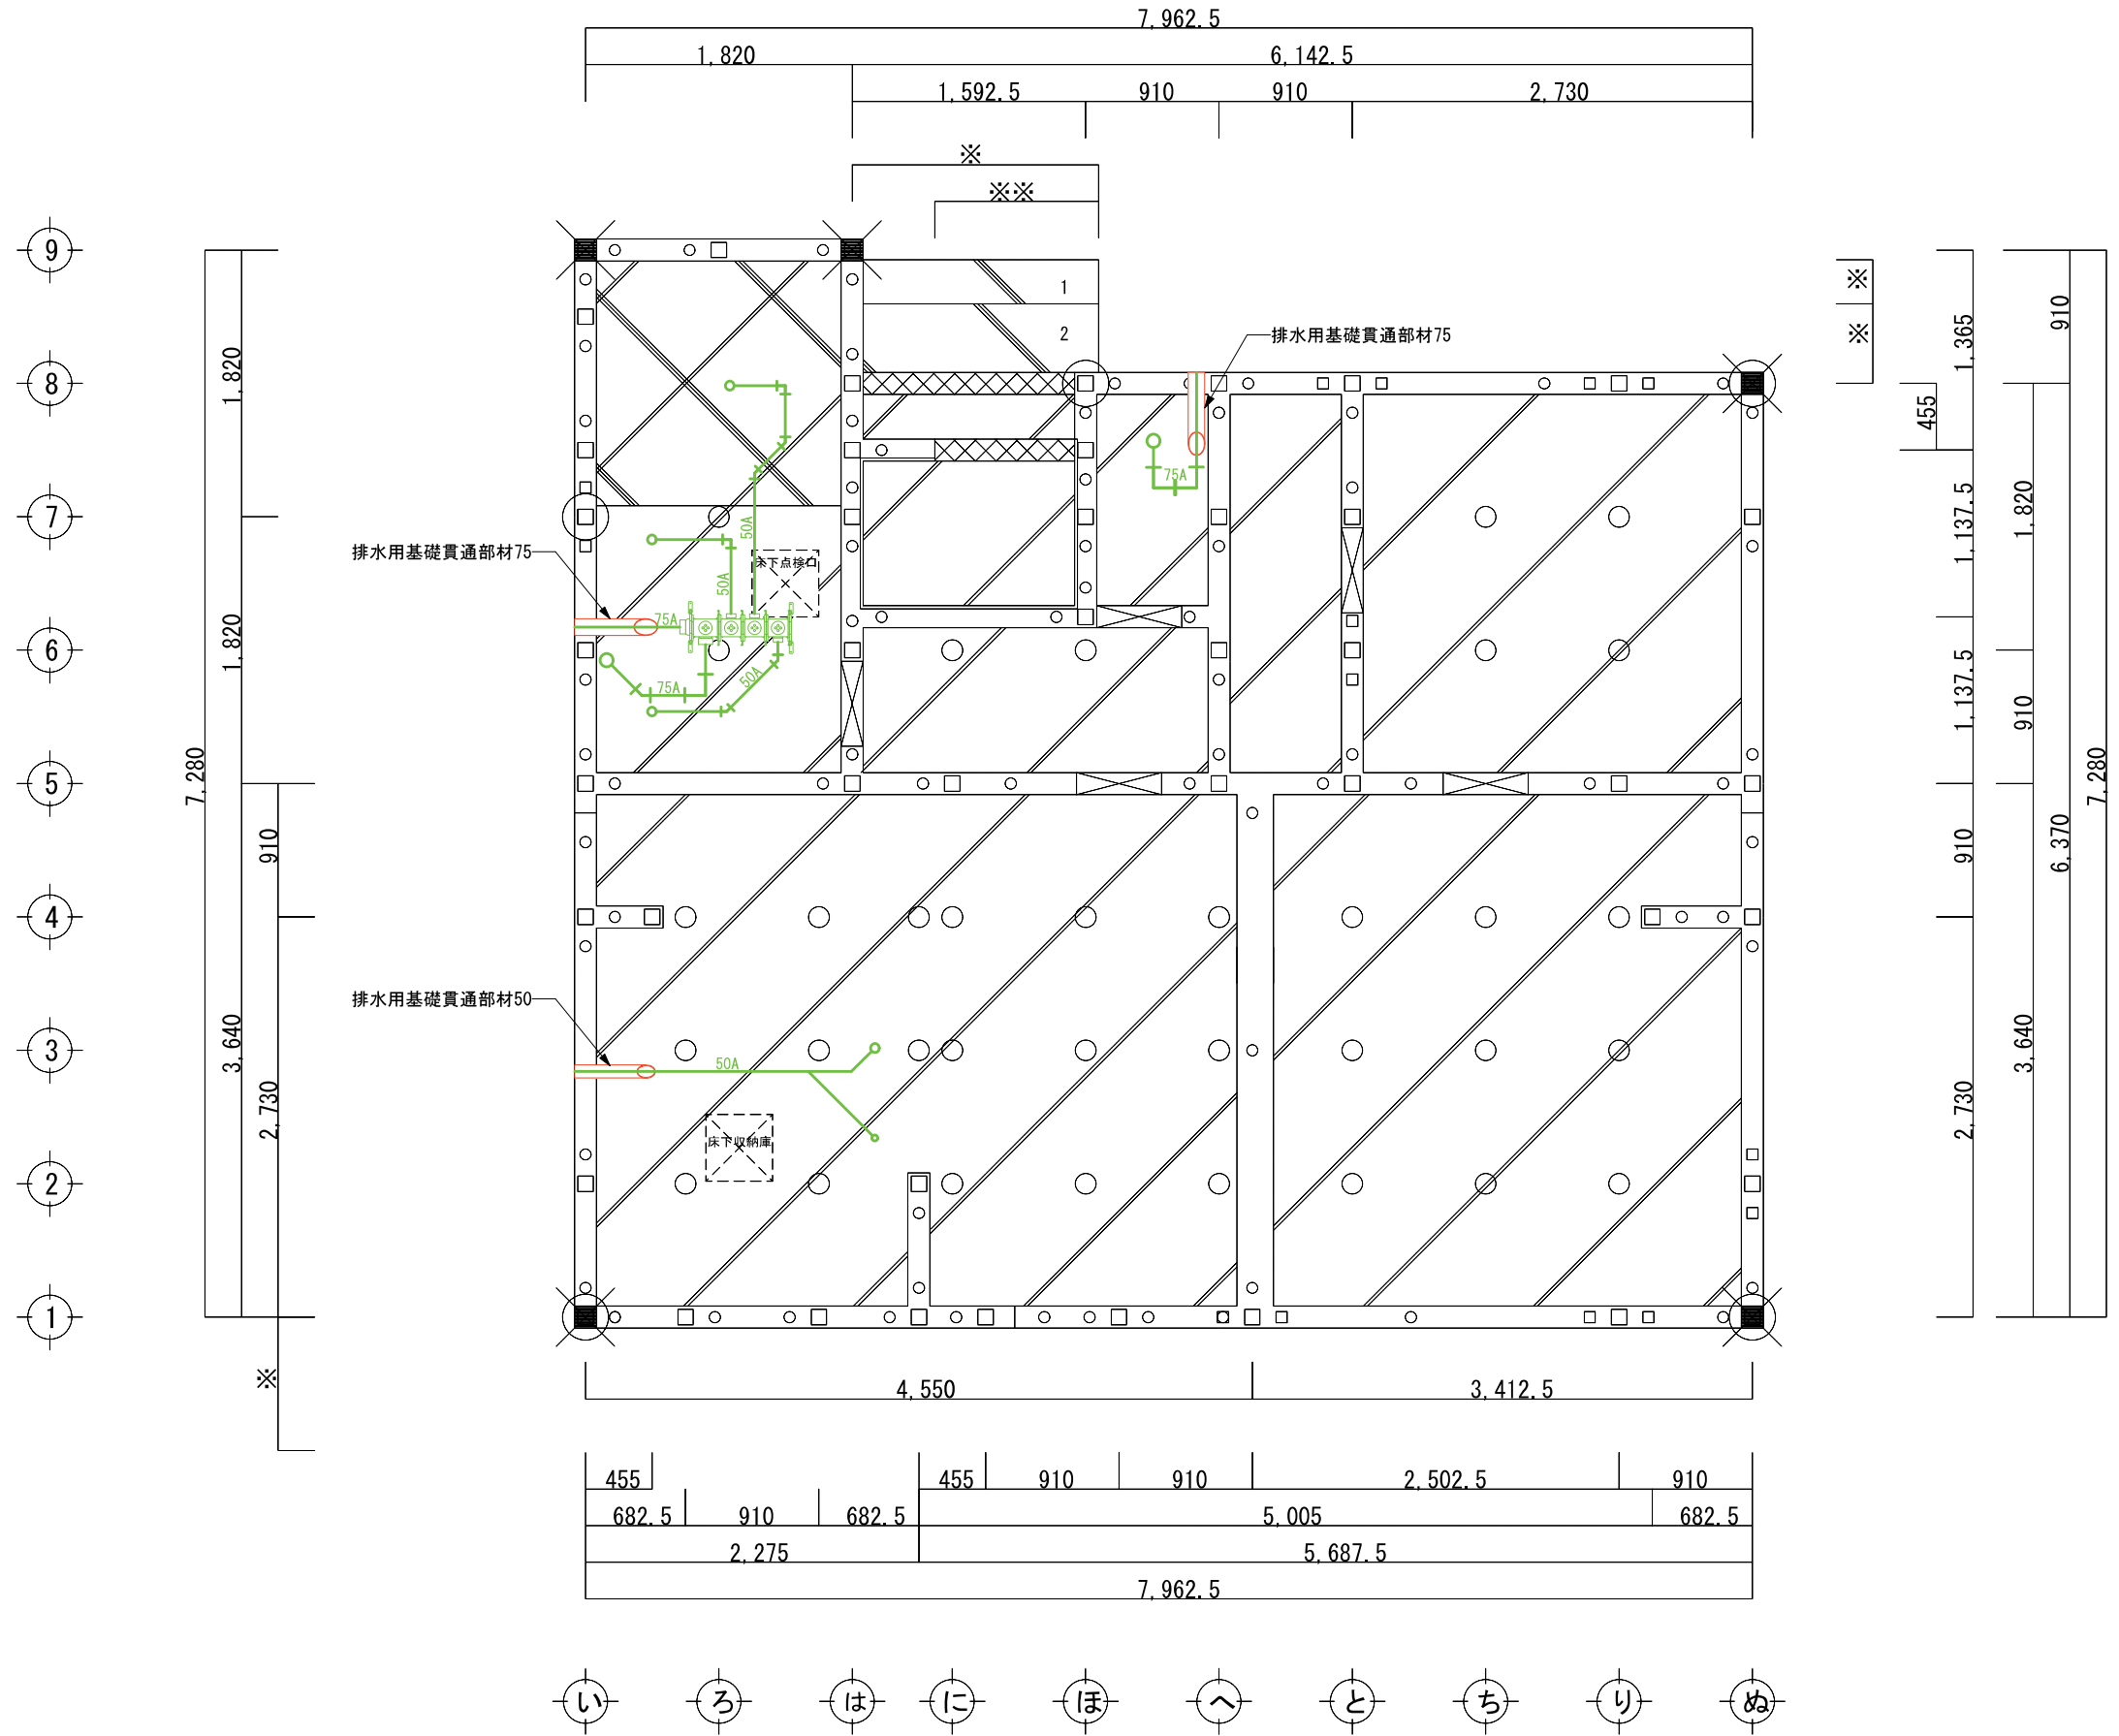 7,962.5
1,820
6,142.5
1,592.5
910
910
2,730
※
※※
9
8
7
6
5
4
3
2
1
1,820
1,820
7,280
3,640
910
2,730
※
1
2
※
※
1,365
455
1,137.5
1,137.5
910
2,730
910
1,820
910
3,640
6,370
7,280
排水用基礎貫通部材75
75A
排水用基礎貫通部材75
50A
50A
床下点検口
75A
75A
50A
排水用基礎貫通部材50
50A
床下収納庫
4,550
3,412.5
455
455
910
910
2,502.5
910
682.5
910
682.5
5,005
682.5
2,275
5,687.5
7,962.5
い
ろ
は
に
ほ
へ
と
ち
り
ぬ